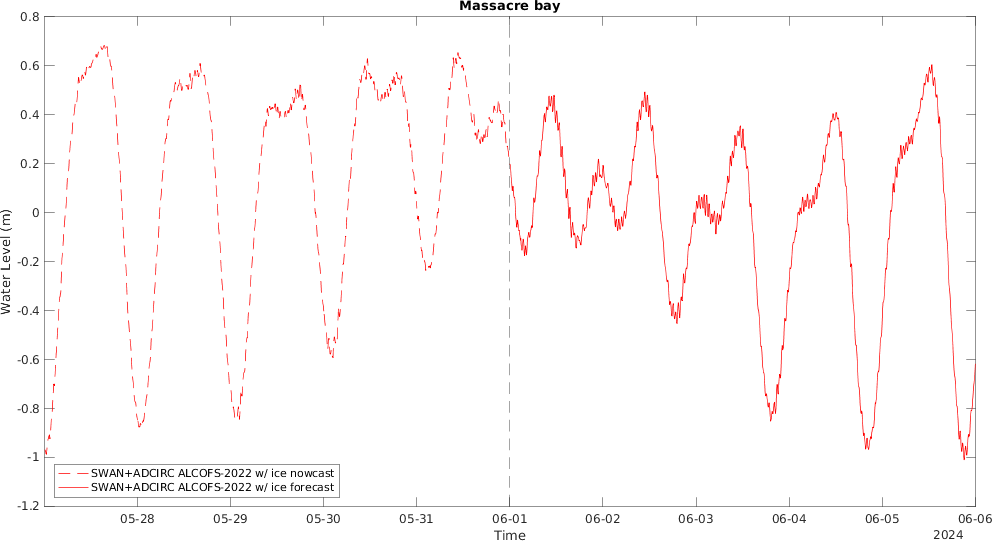 Massacre bay
0.8
0.6
0.4
0.2
0
-0.2
-0.4
-0.6
-0.8
-1
-1.2
Water Level (m)
SWAN+ADCIRC ALCOFS-2022 w/ ice nowcast
SWAN+ADCIRC ALCOFS-2022 w/ ice forecast
05-28 05-29 05-30 05-31 06-01 06-02 06-03 06-04 06-05 06-06
Time
2024